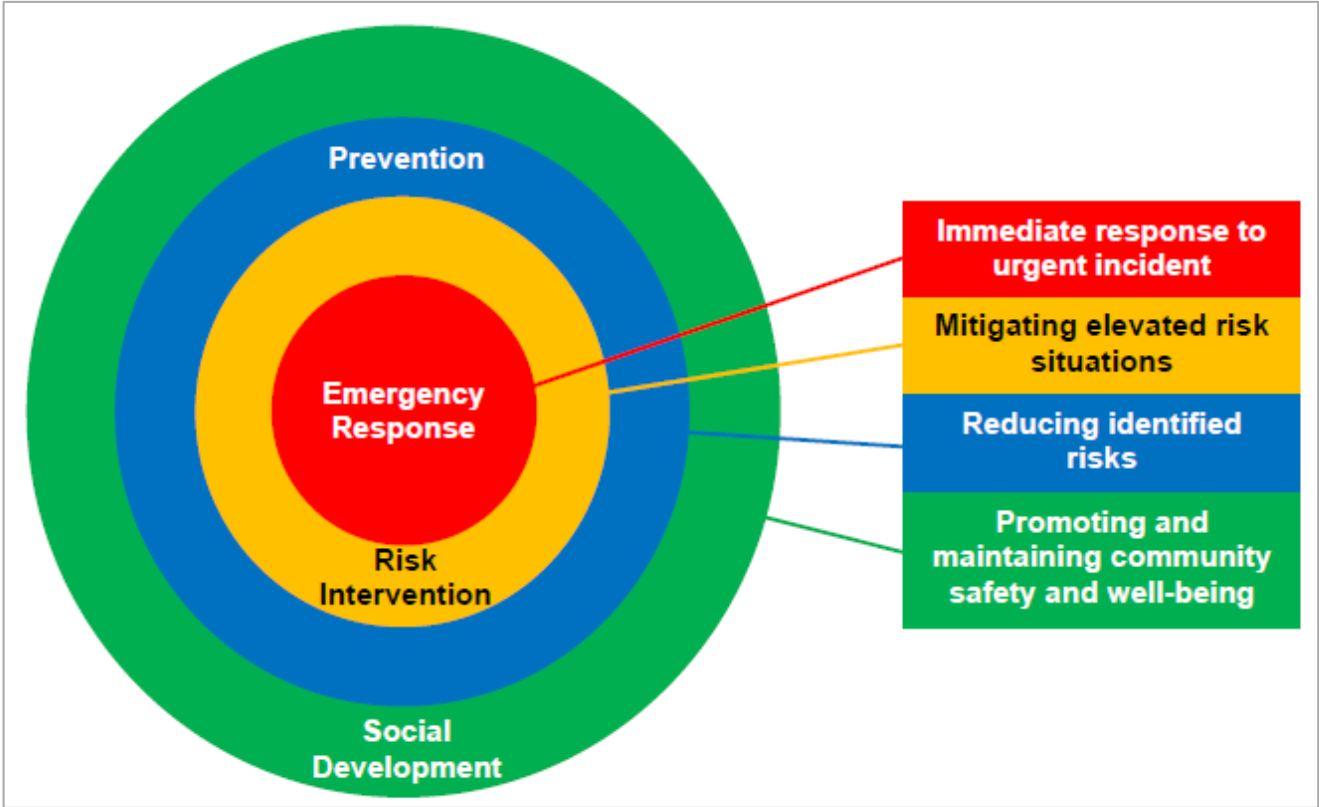 Prevention
Emergency
Response
Risk
Intervention
Social
Development
Immediate response to
urgent incident
Mitigating elevated risk
situations
Reducing identified
risks
Promoting and
maintaining community
safety and well-being